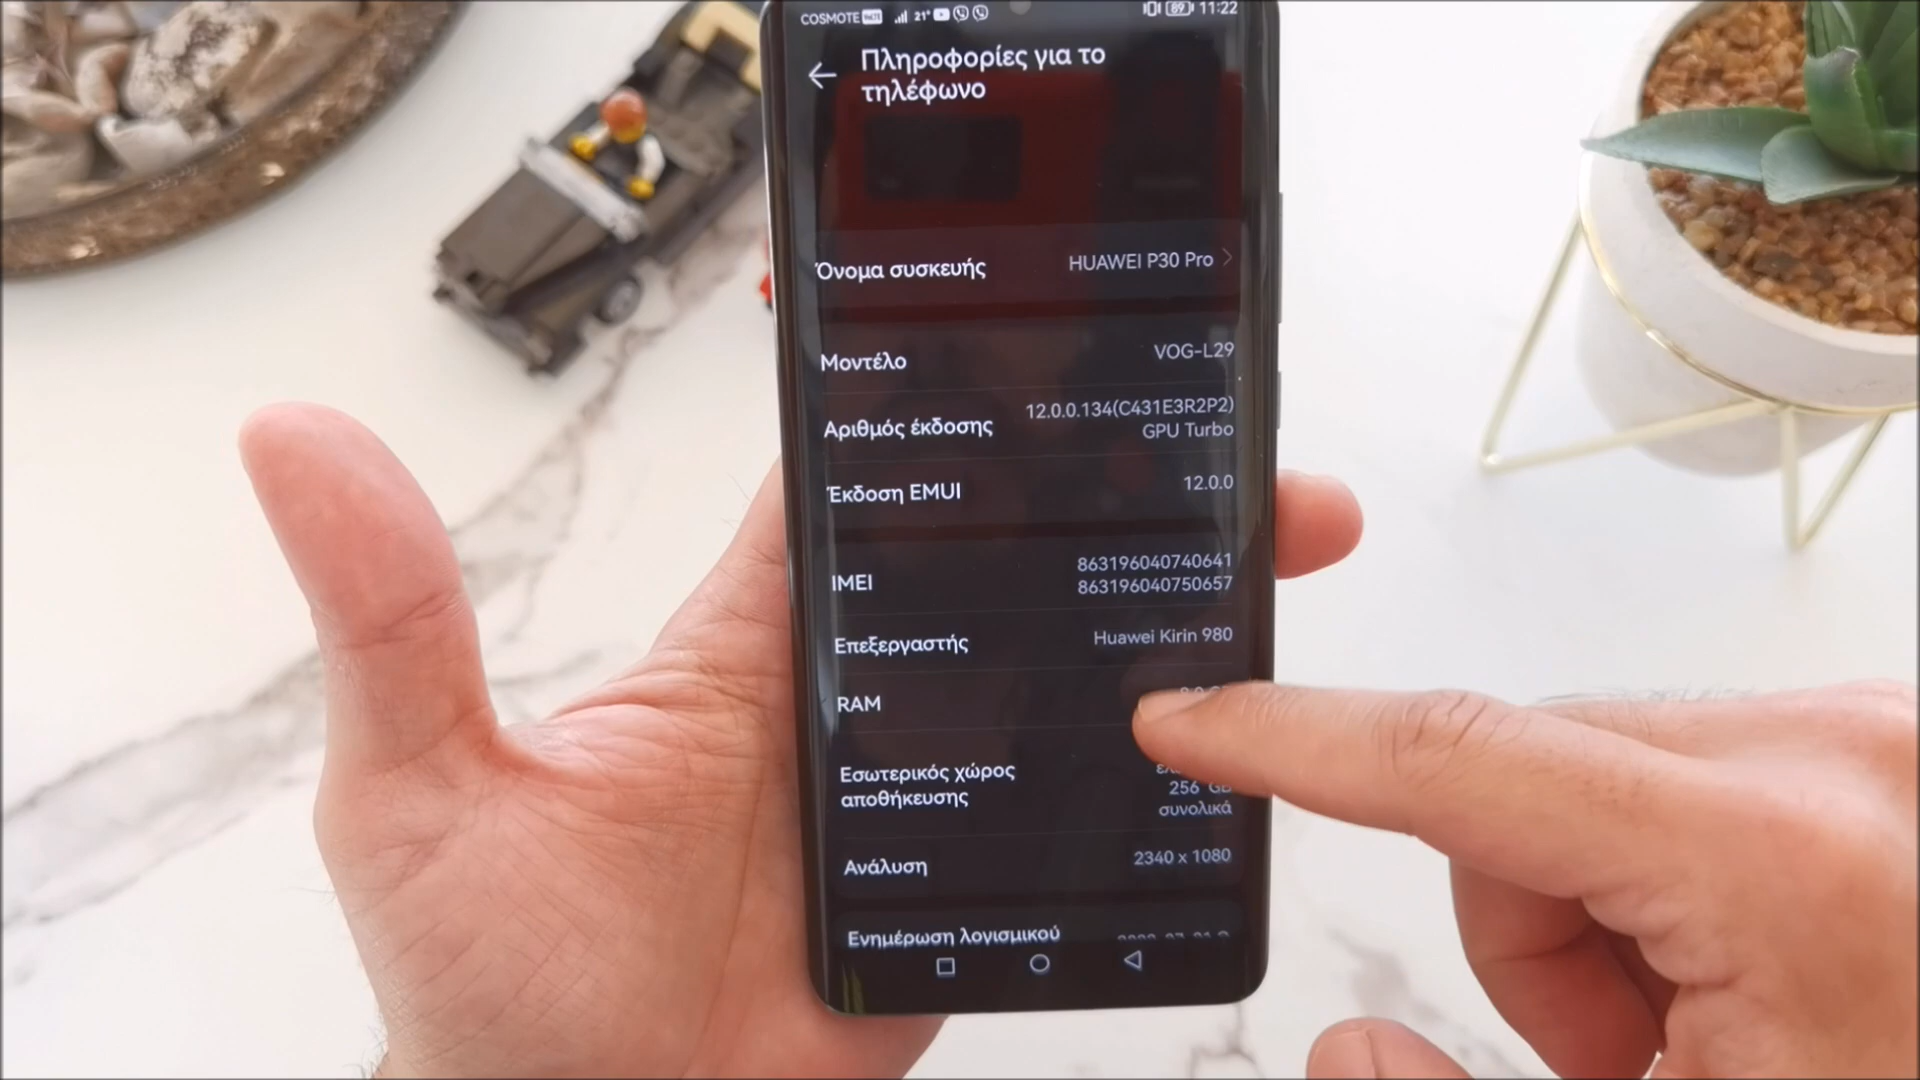 COSMOTE 21° 89 11:22
Πληροφορίες για το
τηλέφωνο
Όνομα συσκευής HUAWEI P30 Pro
Μοντέλο VOG-L29
Αριθμός έκδοσης 12.0.0.134(C431E3R2P2)
GPU Turbo
Έκδοση EMUI 12.0.0
IMEI 863196040740641
863196040750657
Επεξεργαστής Huawei Kirin 980
RAM
Εσωτερικός χώρος
αποθήκευσης
256 GB
συνολικά
Ανάλυση 2340 x 1080
Ενημέρωση λογισμικού